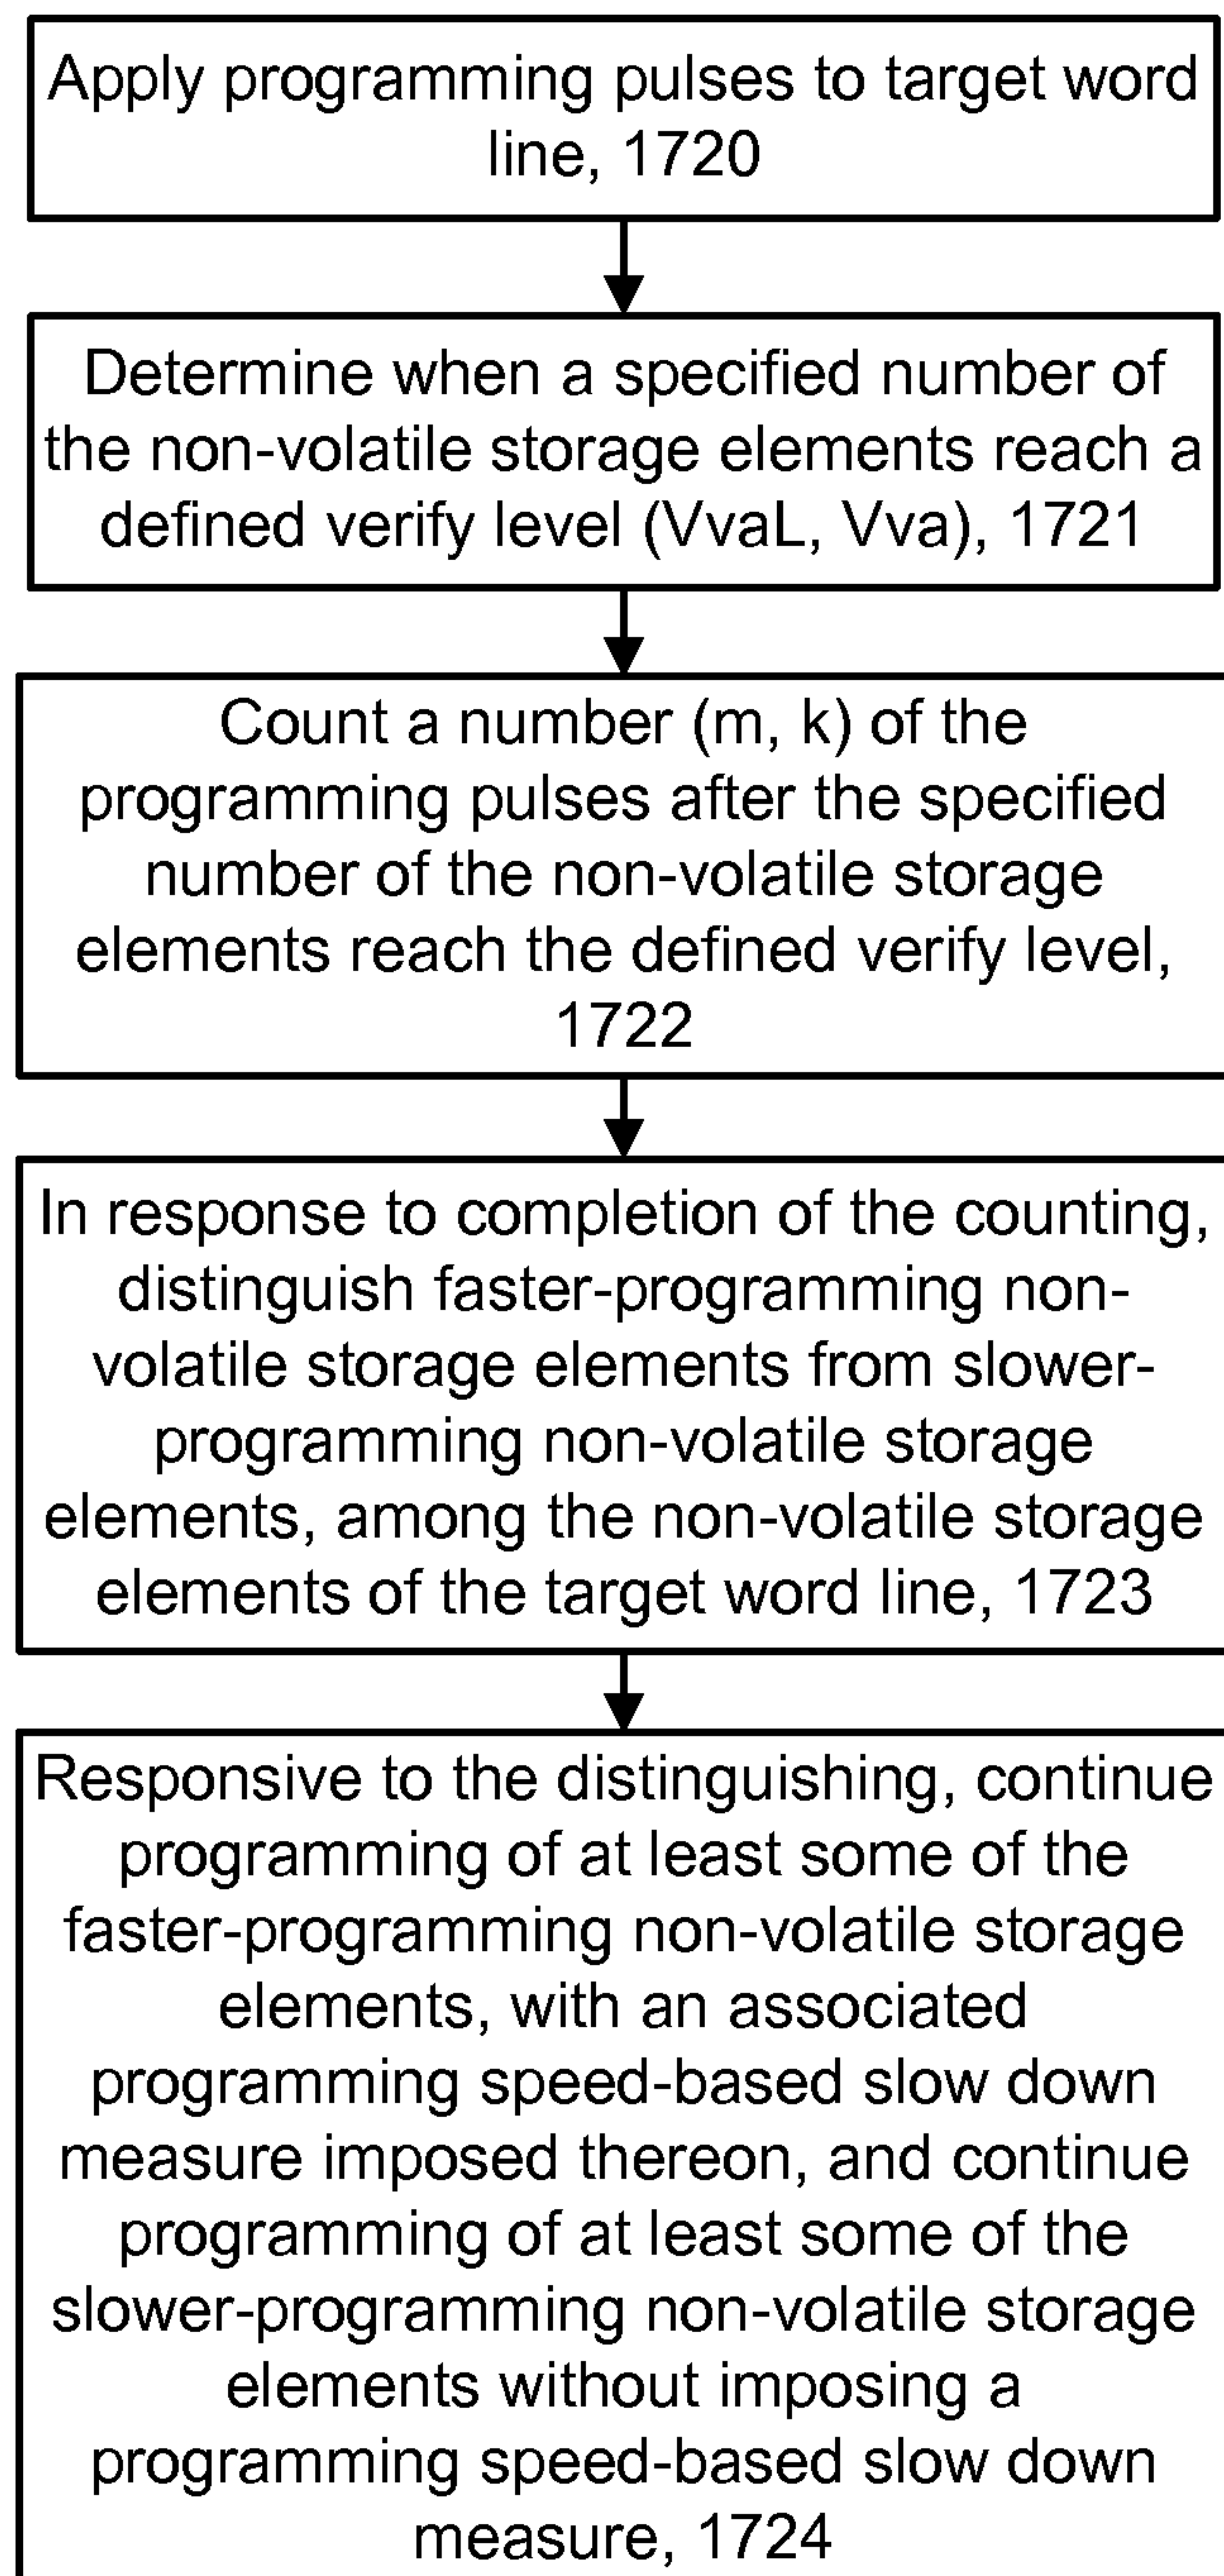 Apply programming pulses to target word
line, 1720
Determine when a specified number of
the non-volatile storage elements reach a
defined verify level (VvaL, Vva), 1721
Count a number (m, k) of the
programming pulses after the specified
number of the non-volatile storage
elements reach the defined verify level,
1722
In response to completion of the counting,
distinguish faster-programming non-
volatile storage elements from slower-
programming non-volatile storage
elements, among the non-volatile storage
elements of the target word line, 1723
Responsive to the distinguishing, continue
programming of at least some of the
faster-programming non-volatile storage
elements, with an associated
programming speed-based slow down
measure imposed thereon, and continue
programming of at least some of the
slower-programming non-volatile storage
elements without imposing a
programming speed-based slow down
measure, 1724